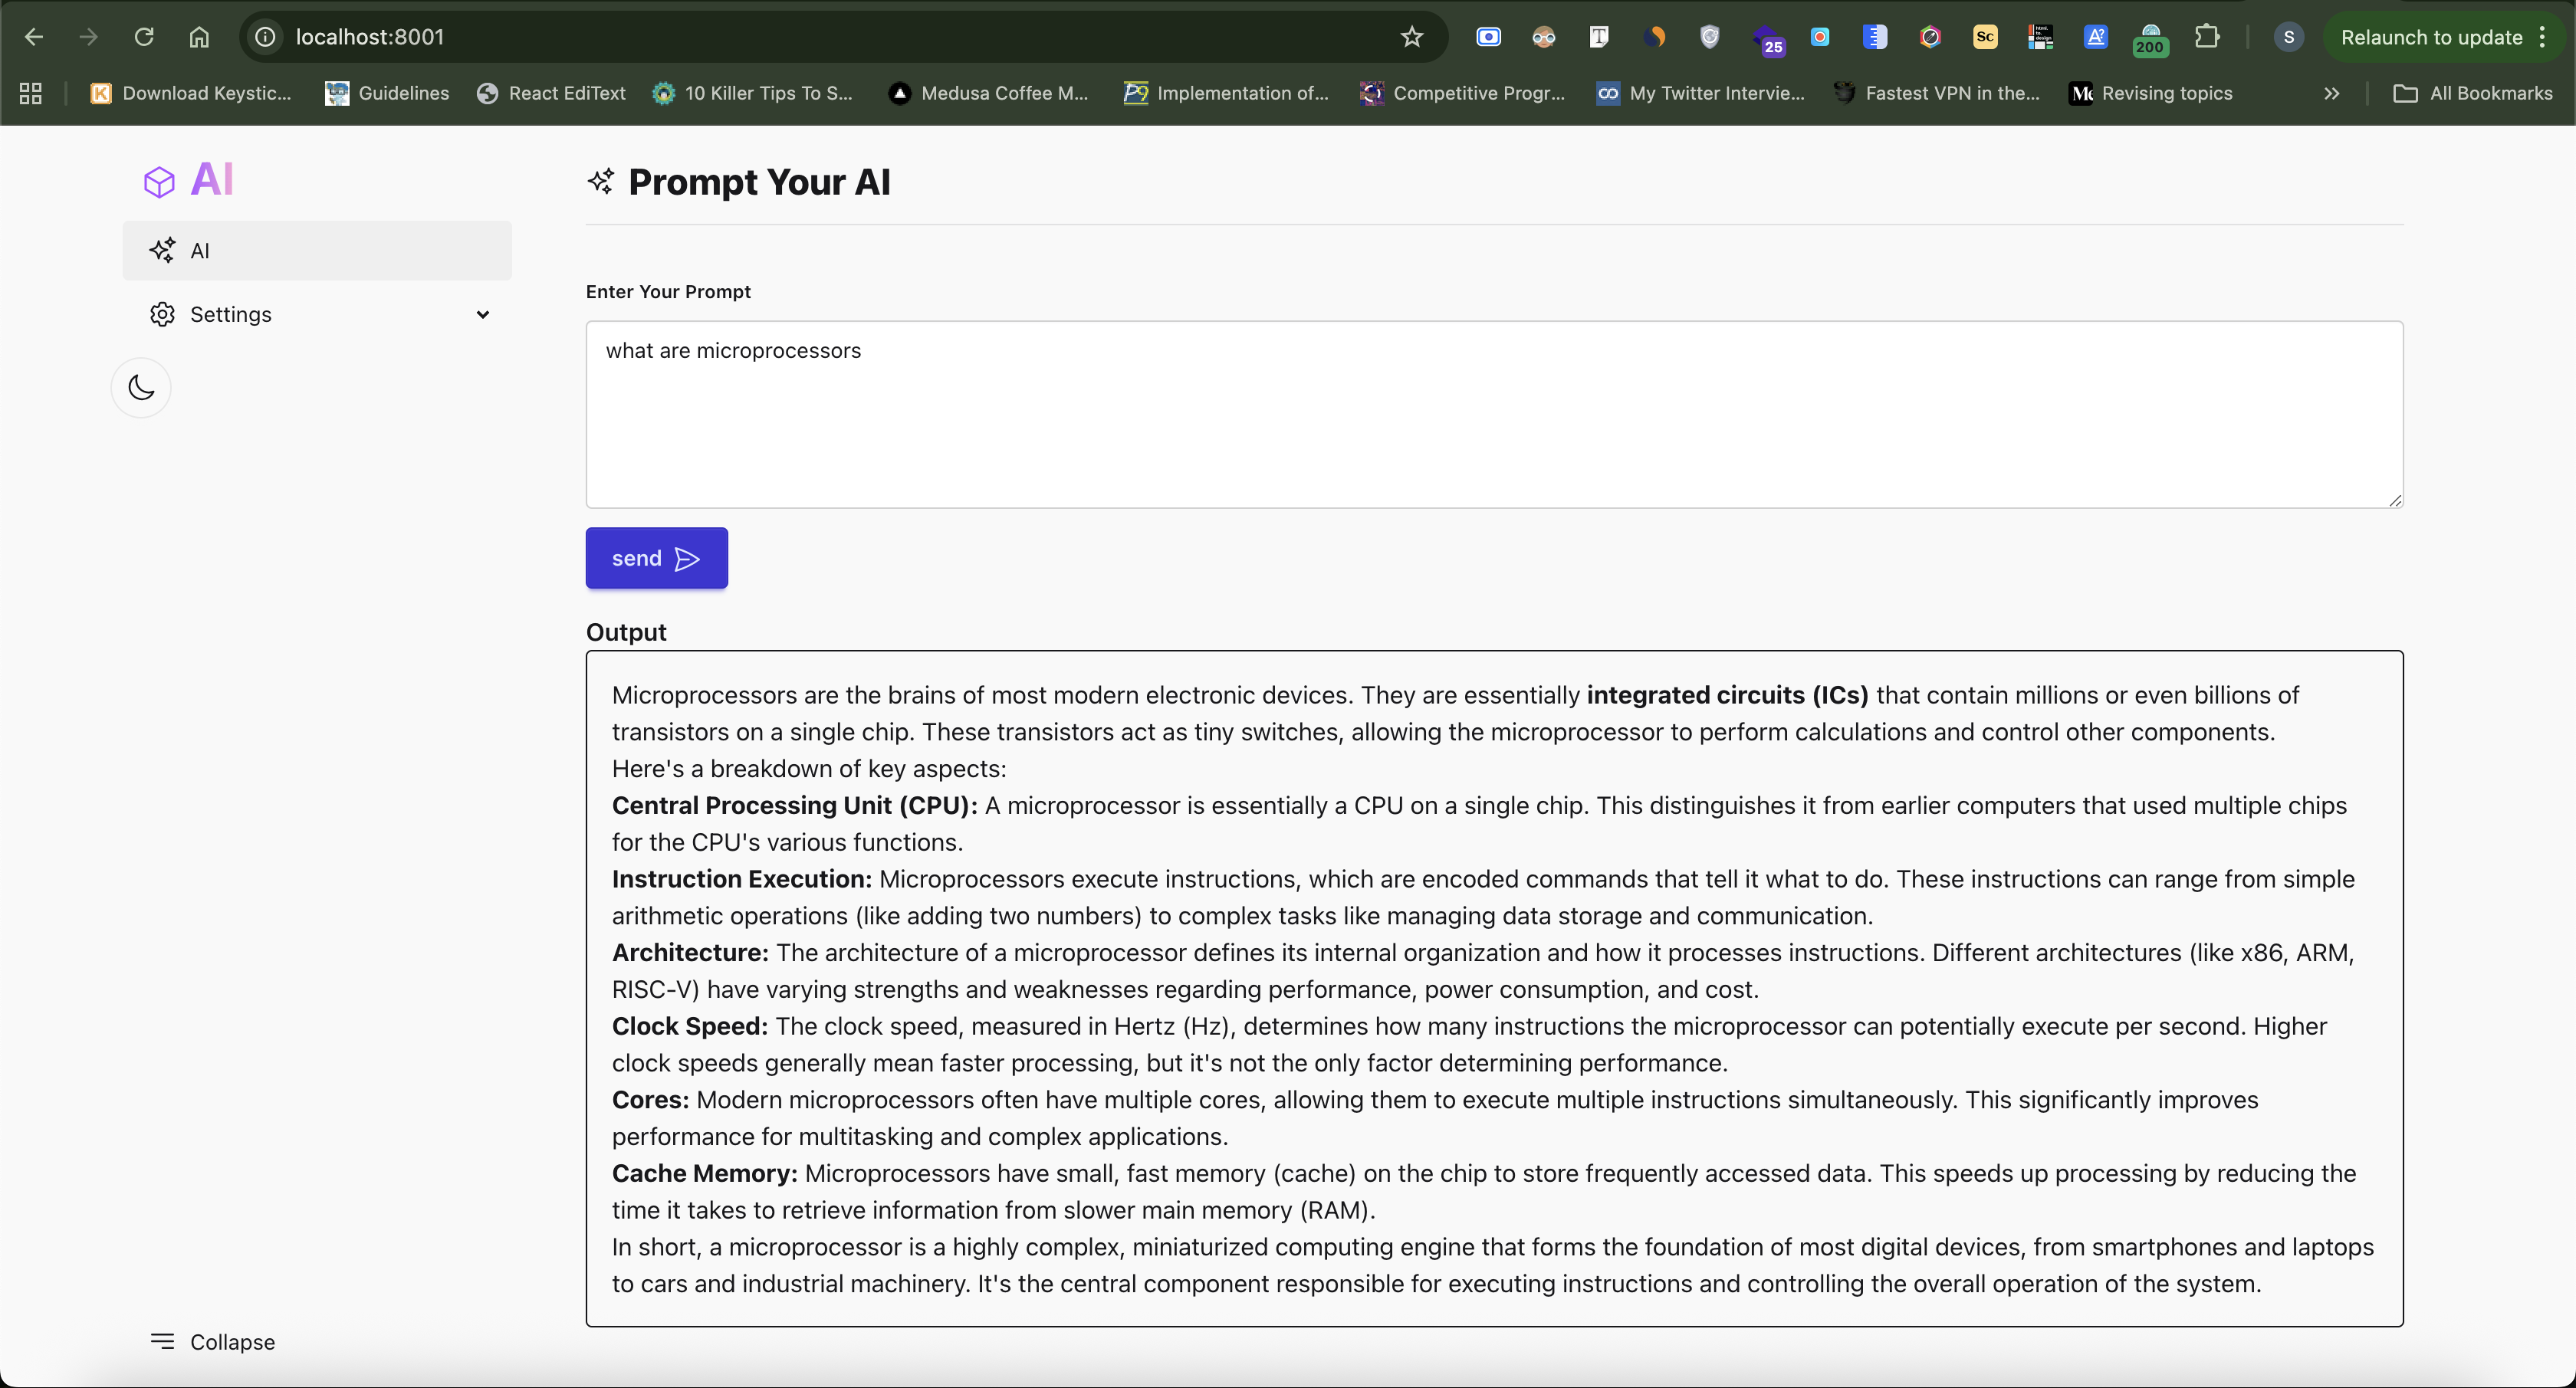 localhost:8001
25
Sc
200
S
Relaunch to update
Download Keystic...
Guidelines
React EdiText
10 Killer Tips To S...
Medusa Coffee M...
Implementation of...
Competitive Progr...
My Twitter Intervie...
Fastest VPN in the...
Revising topics
All Bookmarks
AI
AI
Settings
Collapse
Prompt Your AI
Enter Your Prompt
what are microprocessors
send
Output
Microprocessors are the brains of most modern electronic devices. They are essentially integrated circuits (ICs) that contain millions or even billions of
transistors on a single chip. These transistors act as tiny switches, allowing the microprocessor to perform calculations and control other components.
Here's a breakdown of key aspects:
Central Processing Unit (CPU): A microprocessor is essentially a CPU on a single chip. This distinguishes it from earlier computers that used multiple chips
for the CPU's various functions.
Instruction Execution: Microprocessors execute instructions, which are encoded commands that tell it what to do. These instructions can range from simple
arithmetic operations (like adding two numbers) to complex tasks like managing data storage and communication.
Architecture: The architecture of a microprocessor defines its internal organization and how it processes instructions. Different architectures (like x86, ARM,
RISC-V) have varying strengths and weaknesses regarding performance, power consumption, and cost.
Clock Speed: The clock speed, measured in Hertz (Hz), determines how many instructions the microprocessor can potentially execute per second. Higher
clock speeds generally mean faster processing, but it's not the only factor determining performance.
Cores: Modern microprocessors often have multiple cores, allowing them to execute multiple instructions simultaneously. This significantly improves
performance for multitasking and complex applications.
Cache Memory: Microprocessors have small, fast memory (cache) on the chip to store frequently accessed data. This speeds up processing by reducing the
time it takes to retrieve information from slower main memory (RAM).
In short, a microprocessor is a highly complex, miniaturized computing engine that forms the foundation of most digital devices, from smartphones and laptops
to cars and industrial machinery. It's the central component responsible for executing instructions and controlling the overall operation of the system.